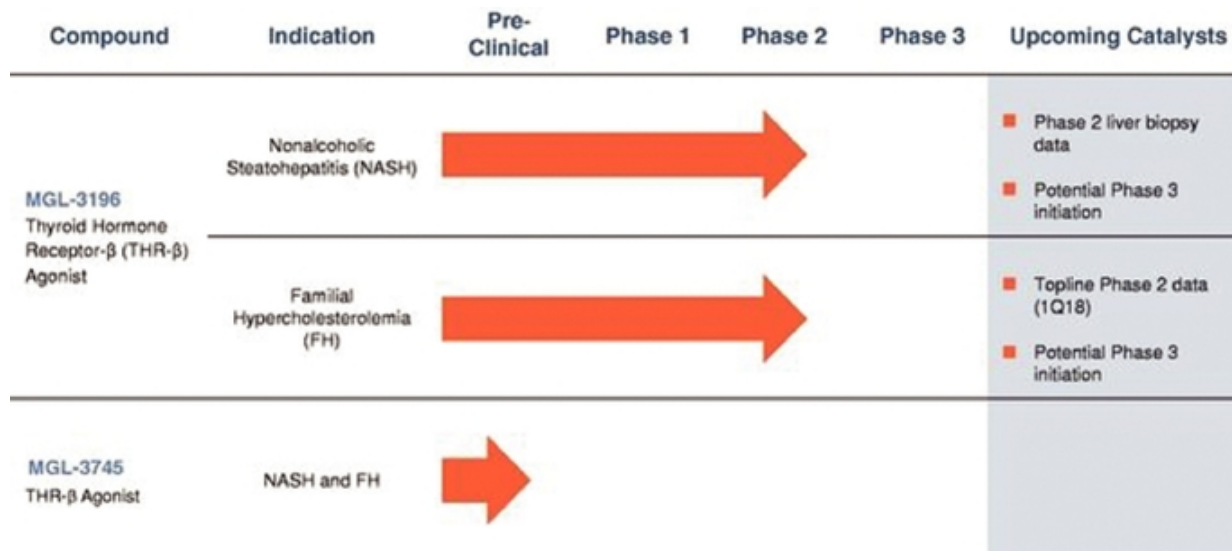 Compound
Indication
Pre-
Clinical
Phase 1
Phase 2
Phase 3
Upcoming Catalysts
MGL-3196
Thyroid Hormone
Receptor-β (THR-β)
Agonist
Nonalcoholic
Steatohepatitis (NASH)
■ Phase 2 liver biopsy
data
■ Potential Phase 3
initiation
Familial
Hypercholesterolemia
(FH)
■ Topline Phase 2 data
(1Q18)
■ Potential Phase 3
initiation
MGL-3745
THR-β Agonist
NASH and FH